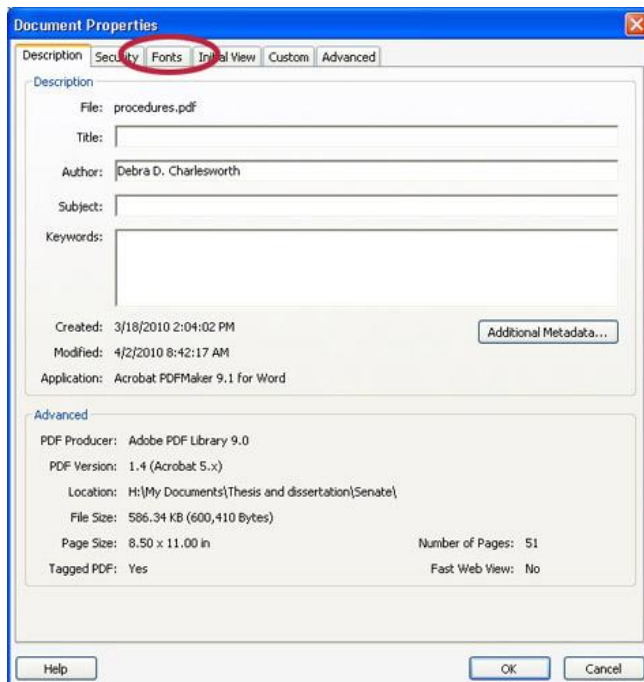 Document Properties
Description Security Fonts Initial View Custom Advanced
Description
File: procedures.pdf
Title:
Author: Debra D. Charlesworth
Subject:
Keywords:
Created: 3/18/2010 2:04:02 PM
Additional Metadata...
Modified: 4/2/2010 8:42:17 AM
Application: Acrobat PDFMaker 9.1 for Word
Advanced
PDF Producer: Adobe PDF Library 9.0
PDF Version: 1.4 (Acrobat 5.x)
Location: H:\My Documents\Thesis and dissertation\Senate\
File Size: 586.34 KB (600,410 Bytes)
Page Size: 8.50 x 11.00 in Number of Pages: 51
Tagged PDF: Yes Fast Web View: No
Help OK Cancel